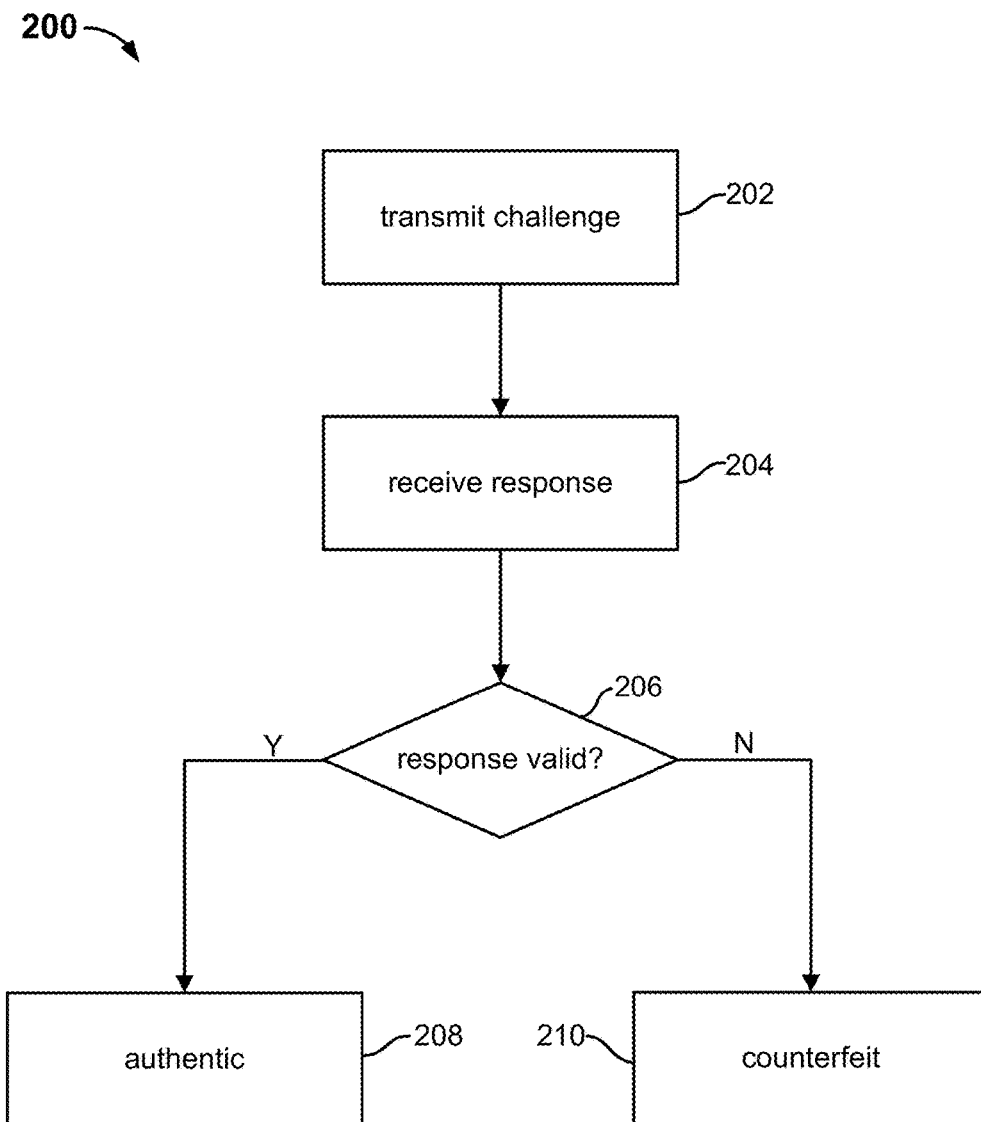 200
transmit challenge
202
receive response
204
206
response valid?
Y
N
authentic
208
210
counterfeit